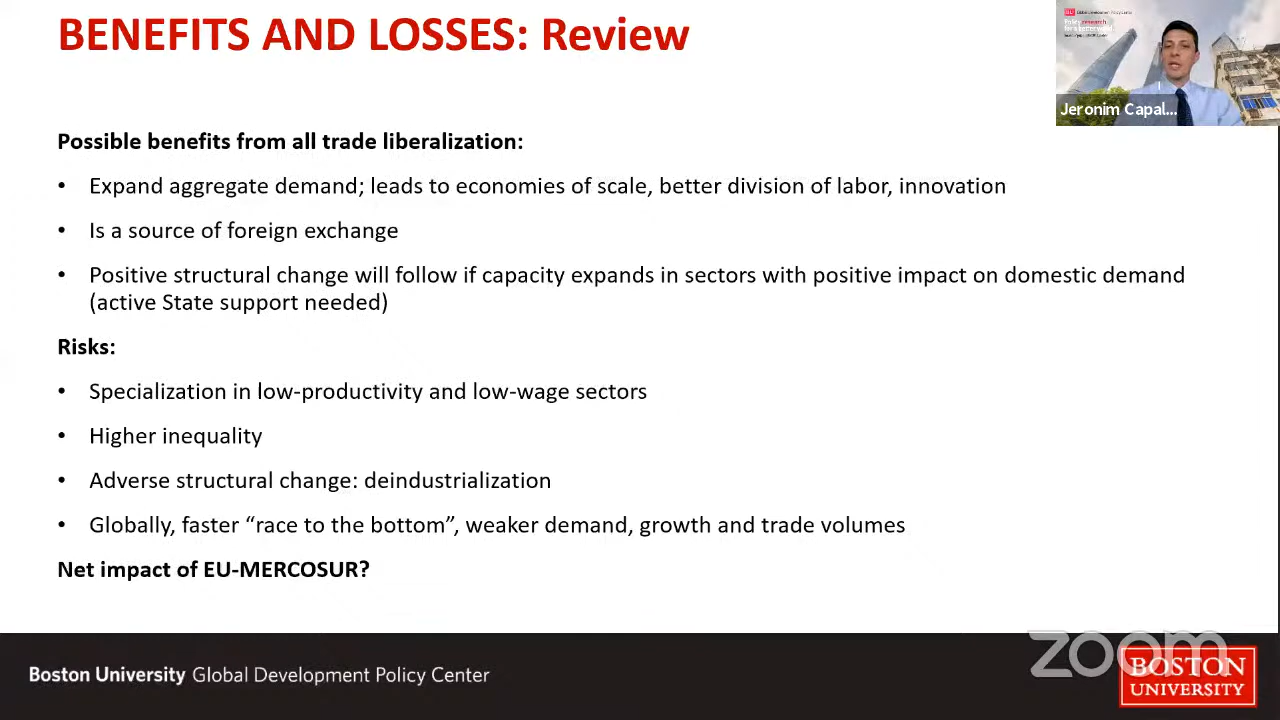 BENEFITS AND LOSSES: Review
Jeronim Capal...
Possible benefits from all trade liberalization:
• Expand aggregate demand; leads to economies of scale, better division of labor, innovation
• Is a source of foreign exchange
• Positive structural change will follow if capacity expands in sectors with positive impact on domestic demand
(active State support needed)
Risks:
• Specialization in low-productivity and low-wage sectors
• Higher inequality
• Adverse structural change: deindustrialization
• Globally, faster “race to the bottom”, weaker demand, growth and trade volumes
Net impact of EU-MERCOSUR?
Boston University Global Development Policy Center
zoom
BOSTON
UNIVERSITY